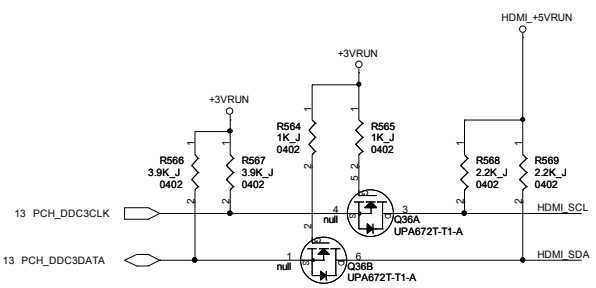 HDMI_+5VRUN
+3VRUN
+3VRUN
1
1
1
1
1
1
R564
1K_J
0402
R565
1K_J
0402
R566
3.9K_J
0402
R567
3.9K_J
0402
R568
2.2K_J
0402
R569
2.2K_J
0402
2
2
2
2
2
2
5
G
13 PCH_DDC3CLK
4
null
S
D
3
Q36A
UPA672T-T1-A
HDMI_SCL
2
G
13 PCH_DDC3DATA
1
null
S
D
6
Q36B
UPA672T-T1-A
HDMI_SDA